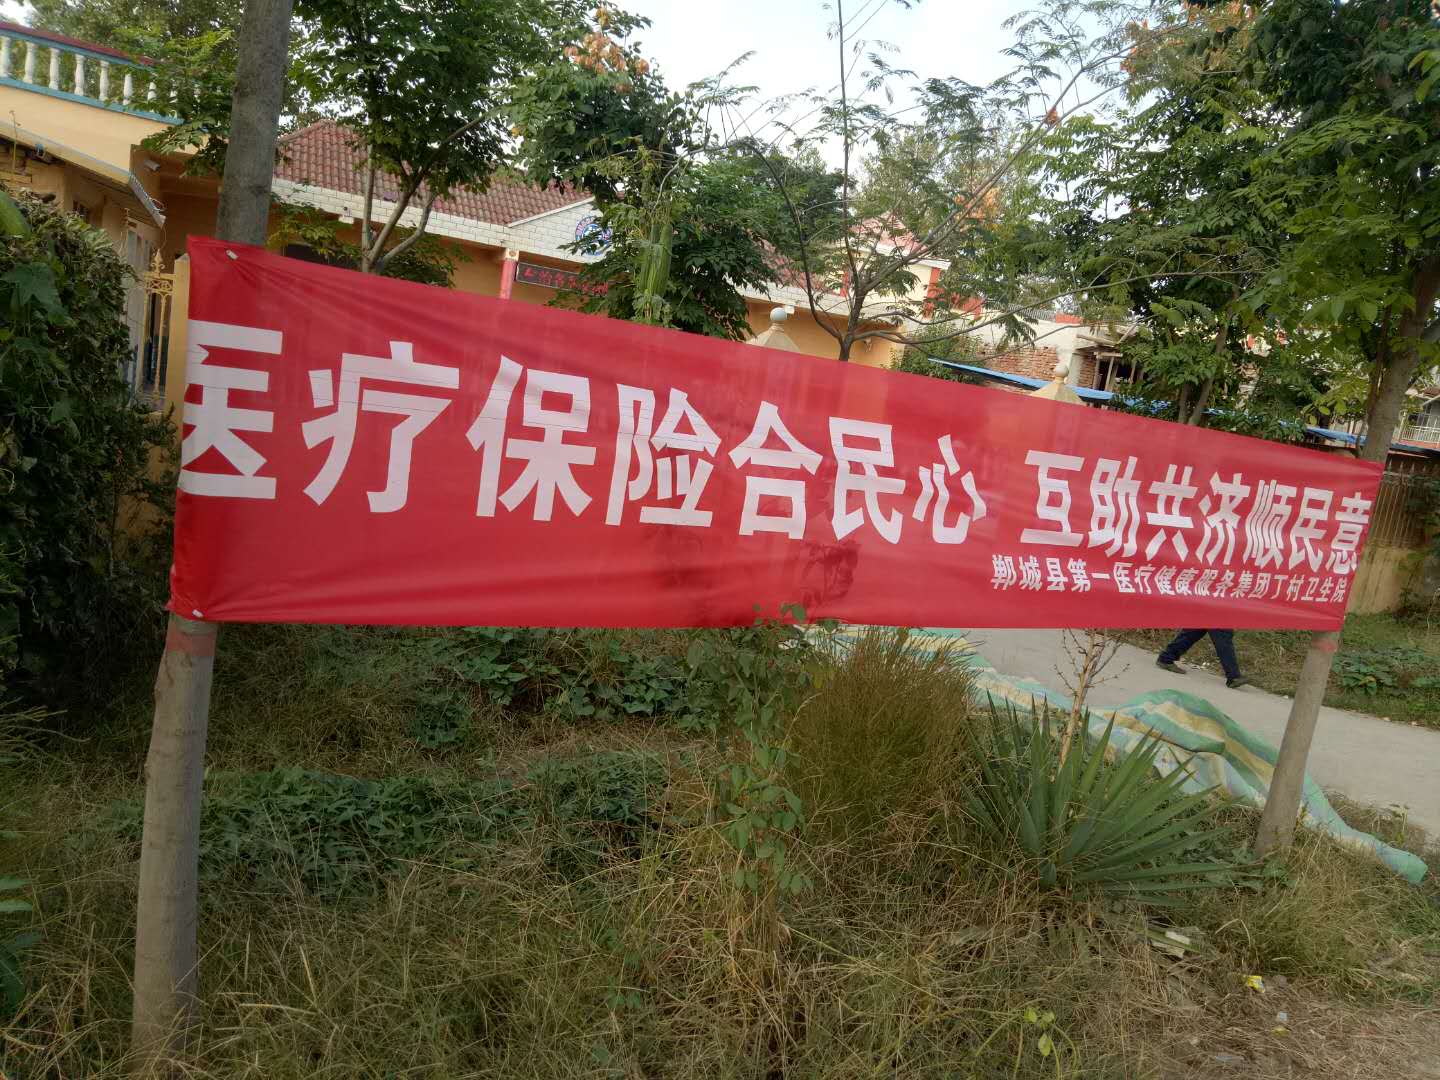 医疗保险合民心 互助共济顺民意
郸城县第一医疗健康服务集团丁村卫生院